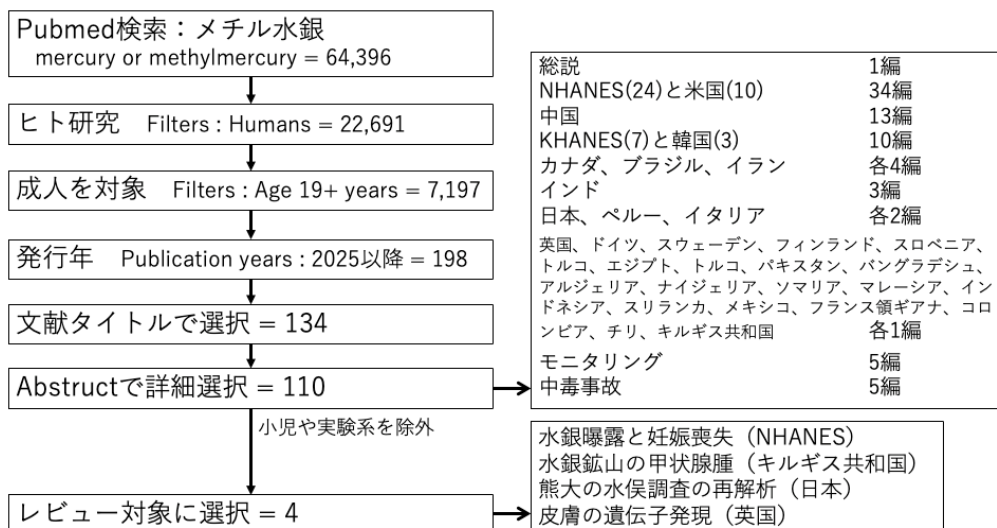 Pubmed検索：メチル水銀
mercury or methylmercury = 64,396
ヒト研究 Filters : Humans = 22,691
成人を対象 Filters : Age 19+ years = 7,197
発行年 Publication years : 2025以降 = 198
文献タイトルで選択 = 134
Abstructで詳細選択 = 110
小児や実験系を除外
レビュー対象に選択 = 4
総説 1編
NHANES(24)と米国(10) 34編
中国 13編
KHANES(7)と韓国(3) 10編
カナダ、ブラジル、イラン 各4編
インド 3編
日本、ペルー、イタリア 各2編
英国、ドイツ、スウェーデン、フィンランド、スロベニア、
トルコ、エジプト、トルコ、パキスタン、バングラデシュ、
アルジェリア、ナイジェリア、ソマリア、マレーシア、イン
ドネシア、スリランカ、メキシコ、フランス領ギアナ、コロ
ンビア、チリ、キルギス共和国 各1編
モニタリング 5編
中毒事故 5編
水銀曝露と妊娠喪失（NHANES）
水銀鉱山の甲状腺腫（キルギス共和国）
熊大の水俣調査の再解析（日本）
皮膚の遺伝子発現（英国）